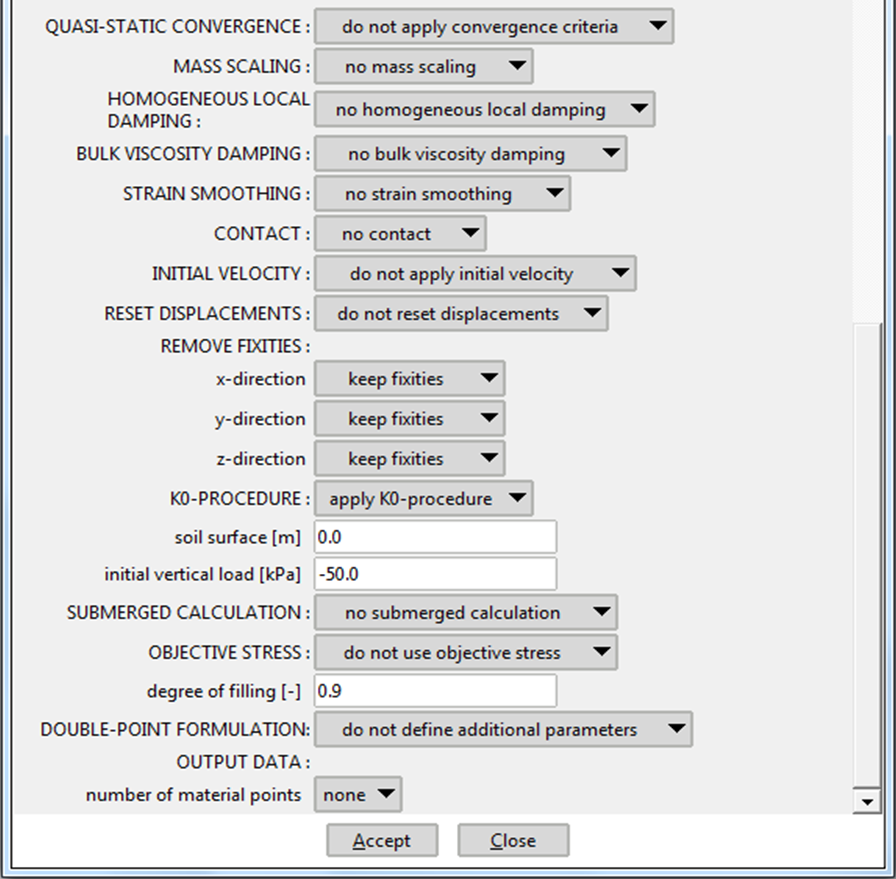 QUASI-STATIC CONVERGENCE : do not apply convergence criteria
MASS SCALING : no mass scaling
HOMOGENEOUS LOCAL
DAMPING : no homogeneous local damping
BULK VISCOSITY DAMPING : no bulk viscosity damping
STRAIN SMOOTHING : no strain smoothing
CONTACT : no contact
INITIAL VELOCITY : do not apply initial velocity
RESET DISPLACEMENTS : do not reset displacements
REMOVE FIXITIES :
x-direction keep fixities
y-direction keep fixities
z-direction keep fixities
K0-PROCEDURE : apply K0-procedure
soil surface [m] 0.0
initial vertical load [kPa] -50.0
SUBMERGED CALCULATION : no submerged calculation
OBJECTIVE STRESS : do not use objective stress
degree of filling [-] 0.9
DOUBLE-POINT FORMULATION: do not define additional parameters
OUTPUT DATA :
number of material points none
Accept Close